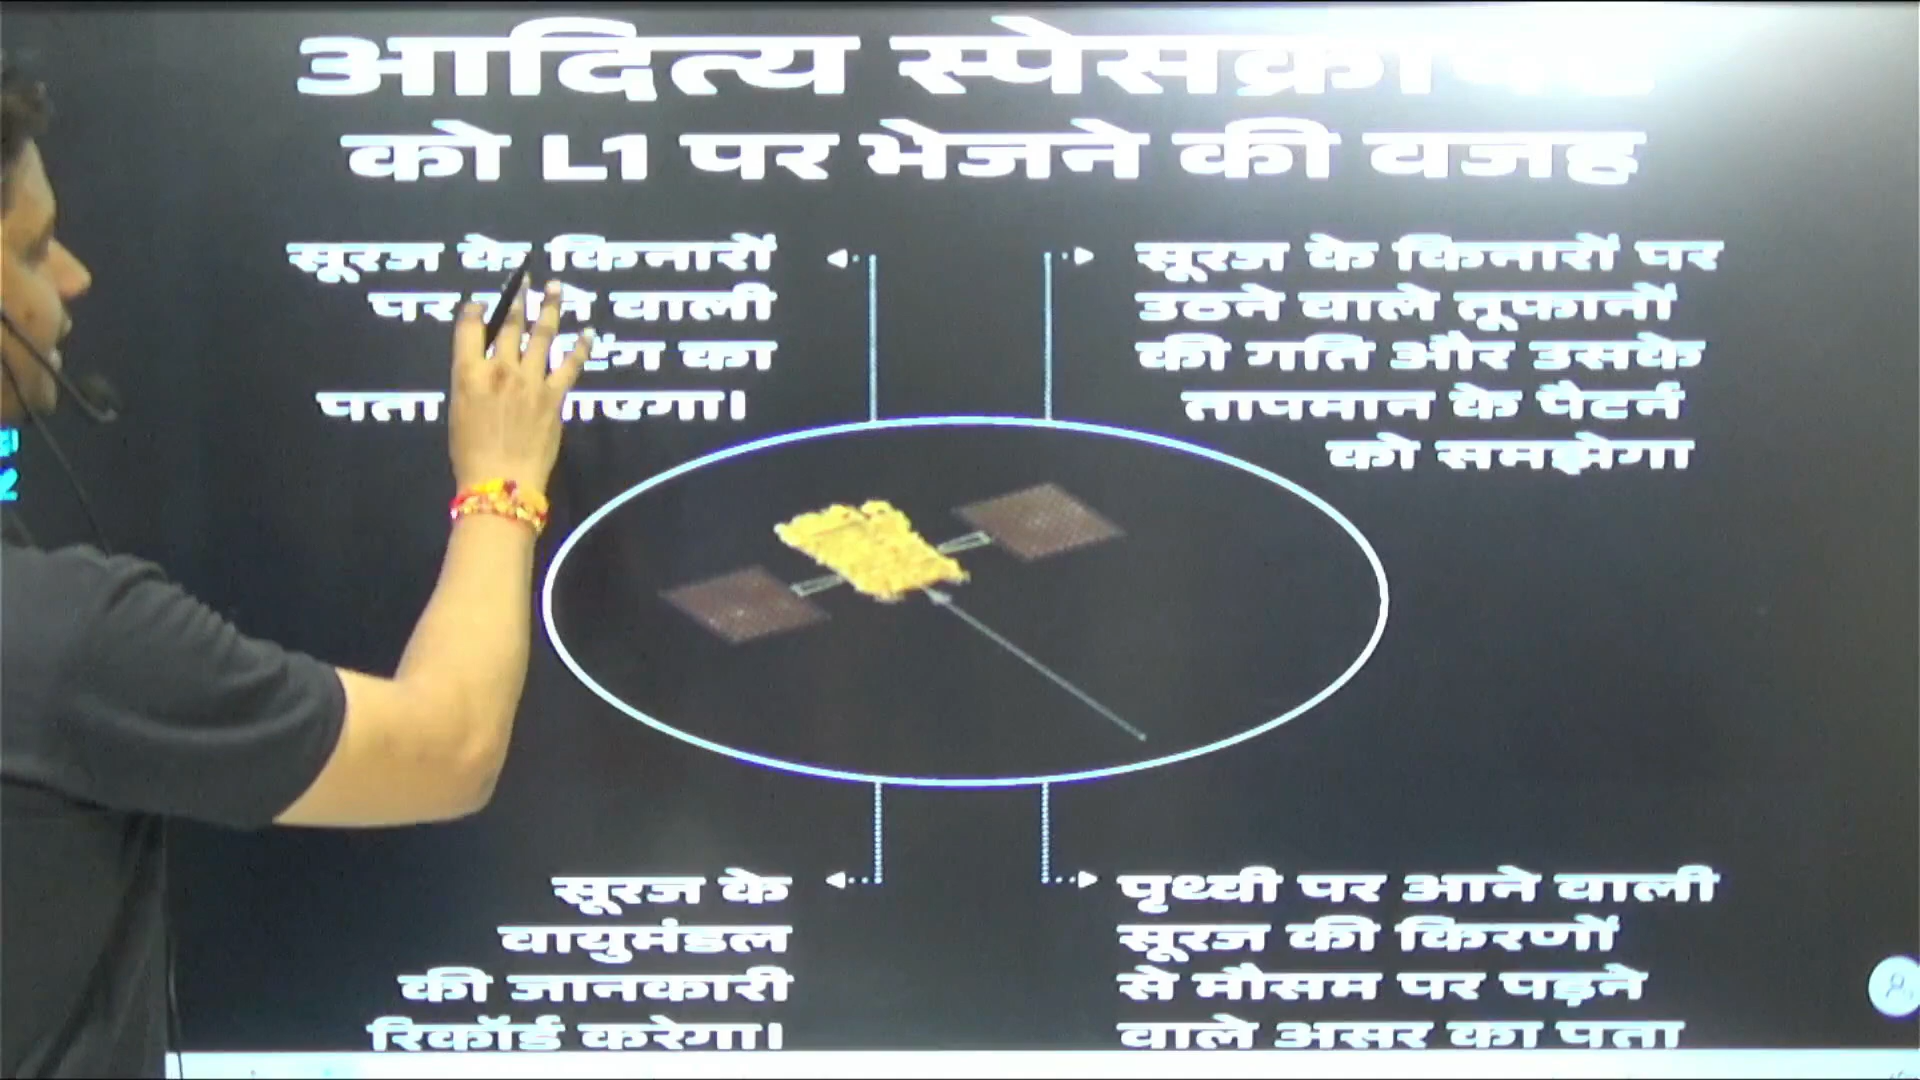 आदित्य स्पेसक्राफ्ट
को L1 पर भेजने की वजह
सूरज के किनारों
पर वाली
हीटिंग का
पता
सूरज के किनारों पर
उठने वाले तूफानों
की गति और उसके
तापमान के पैटर्न
को समझेगा
सूरज के
वायुमंडल
की जानकारी
रिकॉर्ड करेगा।
पृथ्वी पर आने वाली
सूरज की किरणों
से मौसम पर पड़ने
वाले असर का पता